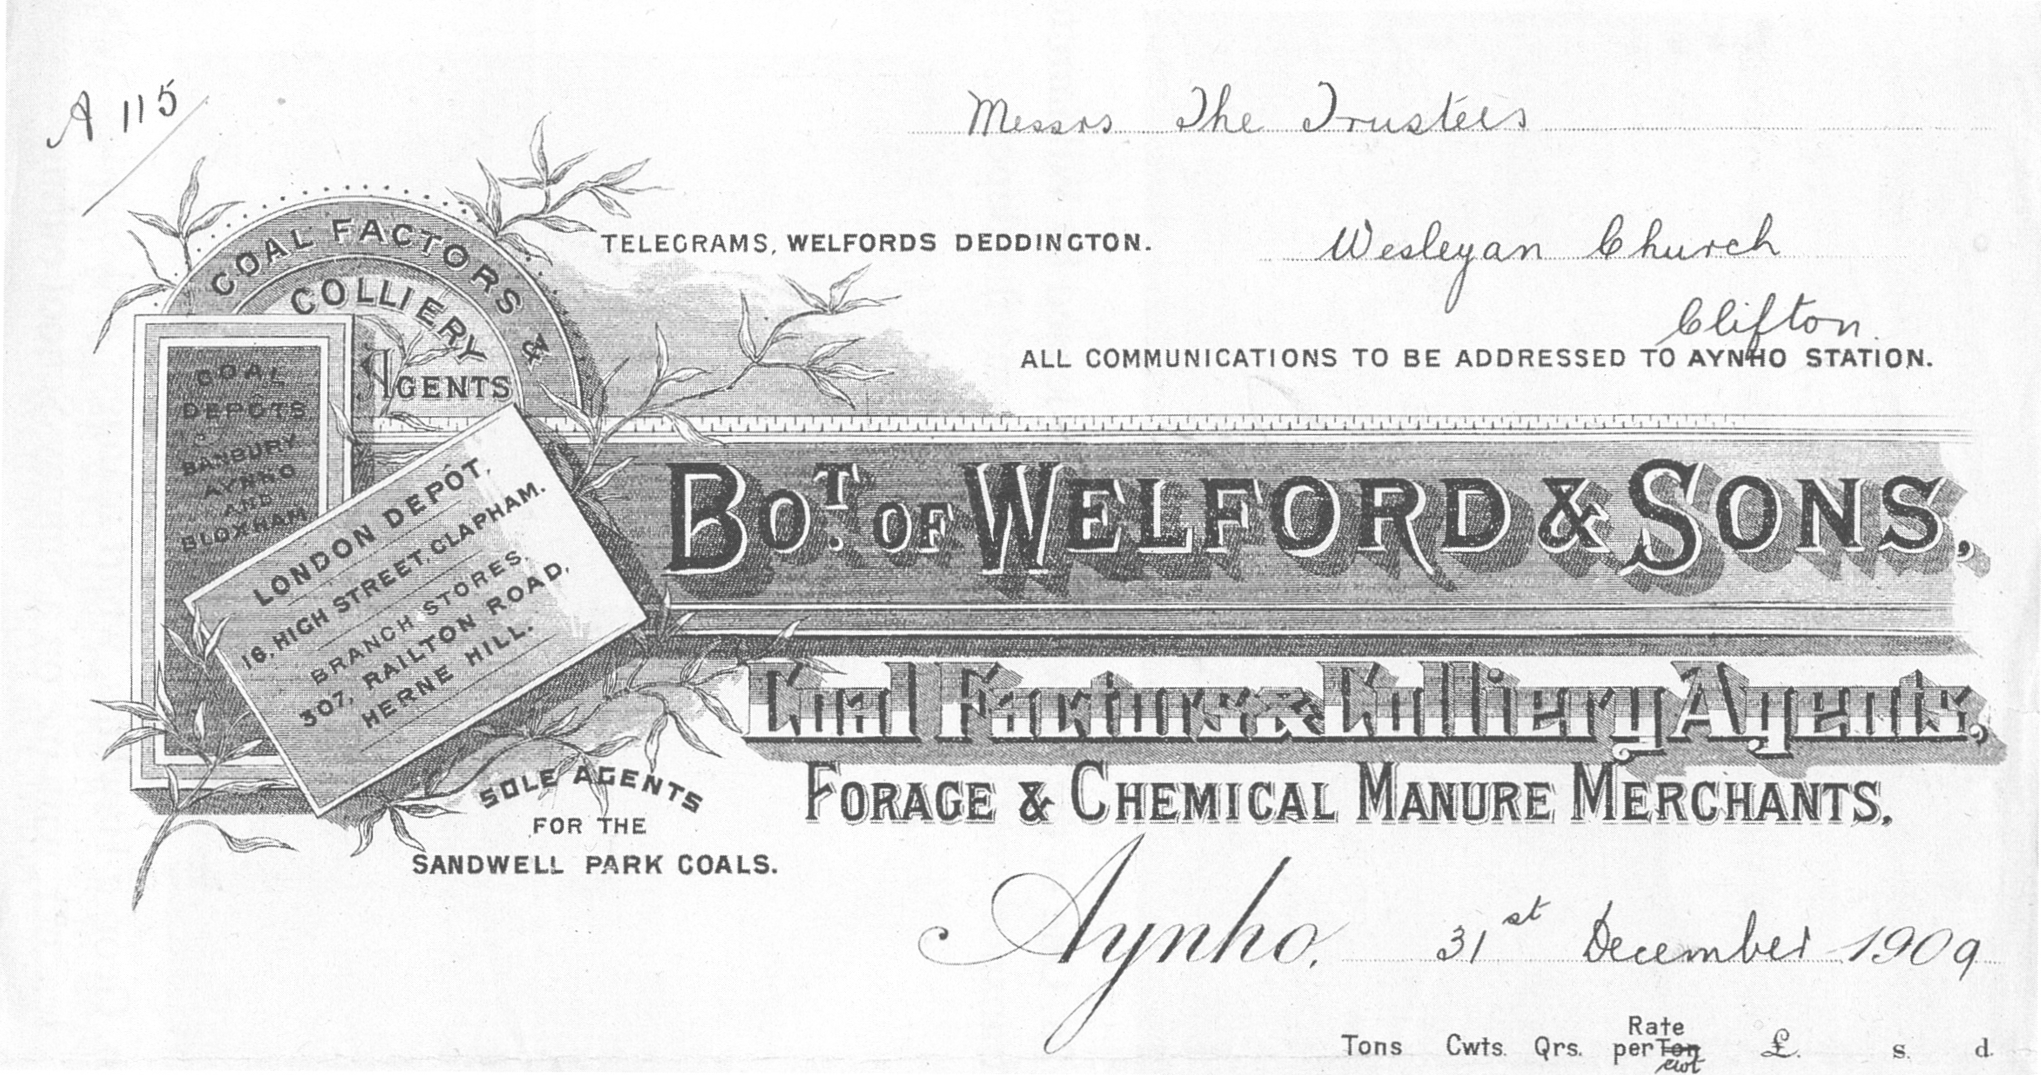 A 115
Messrs The Trustees
TELEGRAMS, WELFORDS DEDDINGTON.
Wesleyan Church
Clifton.
ALL COMMUNICATIONS TO BE ADDRESSED TO AYNHO STATION.
COAL FACTORS &
COLLIERY
AGENTS
COAL
DEPÔTS
BANBURY
AYNHO
AND
BLOXHAM
LONDON DEPÔT,
16, HIGH STREET, CLAPHAM.
BRANCH STORES,
307, RAILTON ROAD,
HERNE HILL.
BOT. OF WELFORD & SONS,
Coal Factors & Colliery Agents,
FORAGE & CHEMICAL MANURE MERCHANTS.
SOLE AGENTS
FOR THE
SANDWELL PARK COALS.
Aynho, 31st December 1909
Tons Cwts. Qrs. Rate per Ton cwt £. s. d.